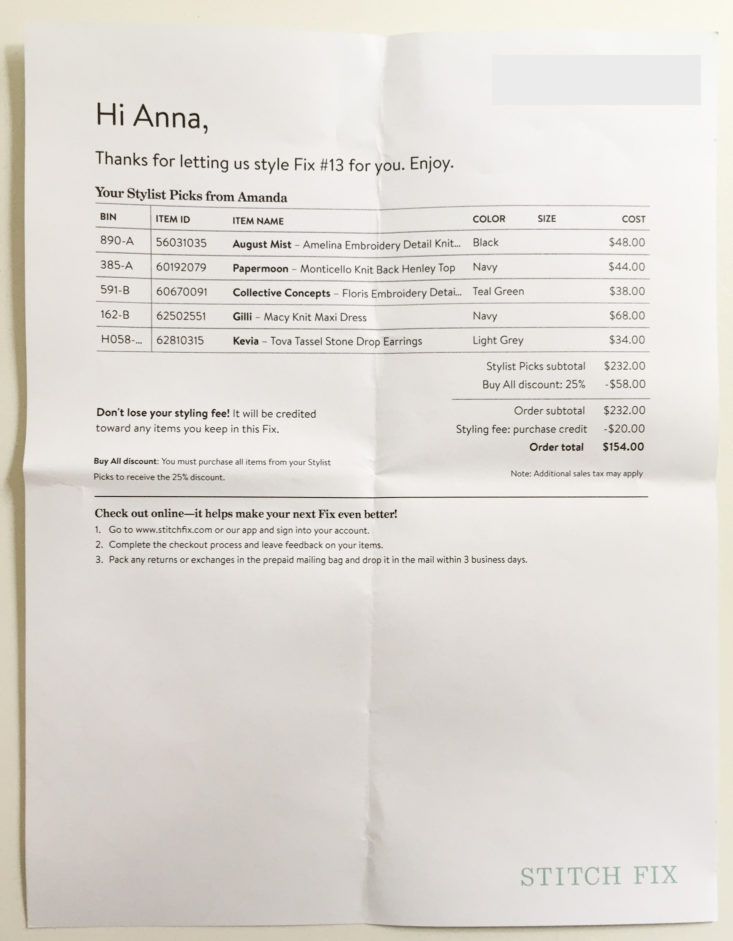 Hi Anna,
Thanks for letting us style Fix #13 for you. Enjoy.
Your Stylist Picks from Amanda
BIN ITEM ID ITEM NAME COLOR SIZE COST
890-A 56031035 August Mist – Amelina Embroidery Detail Knit... Black $48.00
385-A 60192079 Papermoon – Monticello Knit Back Henley Top Navy $44.00
591-B 60670091 Collective Concepts – Floris Embroidery Detai... Teal Green $38.00
162-B 62502551 Gilli – Macy Knit Maxi Dress Navy $68.00
H058-... 62810315 Kevia – Tova Tassel Stone Drop Earrings Light Grey $34.00
Stylist Picks subtotal $232.00
Buy All discount: 25% -$58.00
Order subtotal $232.00
Styling fee: purchase credit -$20.00
Order total $154.00
Note: Additional sales tax may apply
Don't lose your styling fee! It will be credited
toward any items you keep in this Fix.
Buy All discount: You must purchase all items from your Stylist
Picks to receive the 25% discount.
Check out online—it helps make your next Fix even better!
1. Go to www.stitchfix.com or our app and sign into your account.
2. Complete the checkout process and leave feedback on your items.
3. Pack any returns or exchanges in the prepaid mailing bag and drop it in the mail within 3 business days.
STITCH FIX